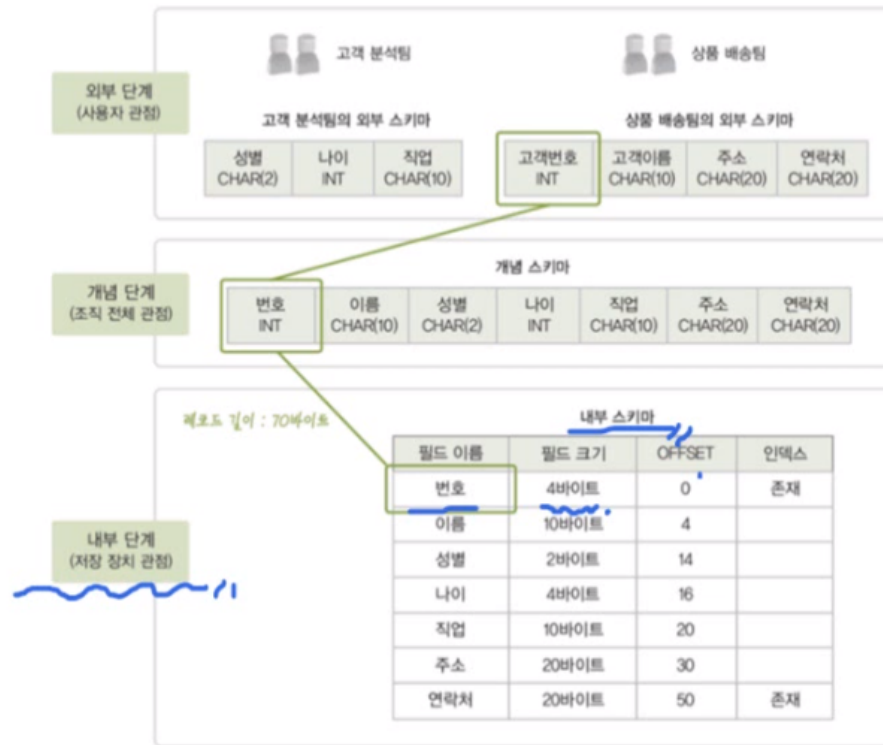 고객 분석팀
상품 배송팀
외부 단계
(사용자 관점)
고객 분석팀의 외부 스키마
상품 배송팀의 외부 스키마
성별 나이 직업
CHAR(2) INT CHAR(10)
고객번호 고객이름 주소 연락처
INT CHAR(10) CHAR(20) CHAR(20)
개념 단계
(조직 전체 관점)
개념 스키마
번호 이름 성별 나이 직업 주소 연락처
INT CHAR(10) CHAR(2) INT CHAR(10) CHAR(20) CHAR(20)
레코드 길이 : 70바이트
내부 단계
(저장 장치 관점)
내부 스키마
필드 이름 필드 크기 OFFSET 인덱스
번호 4바이트 0 존재
이름 10바이트 4
성별 2바이트 14
나이 4바이트 16
직업 10바이트 20
주소 20바이트 30
연락처 20바이트 50 존재